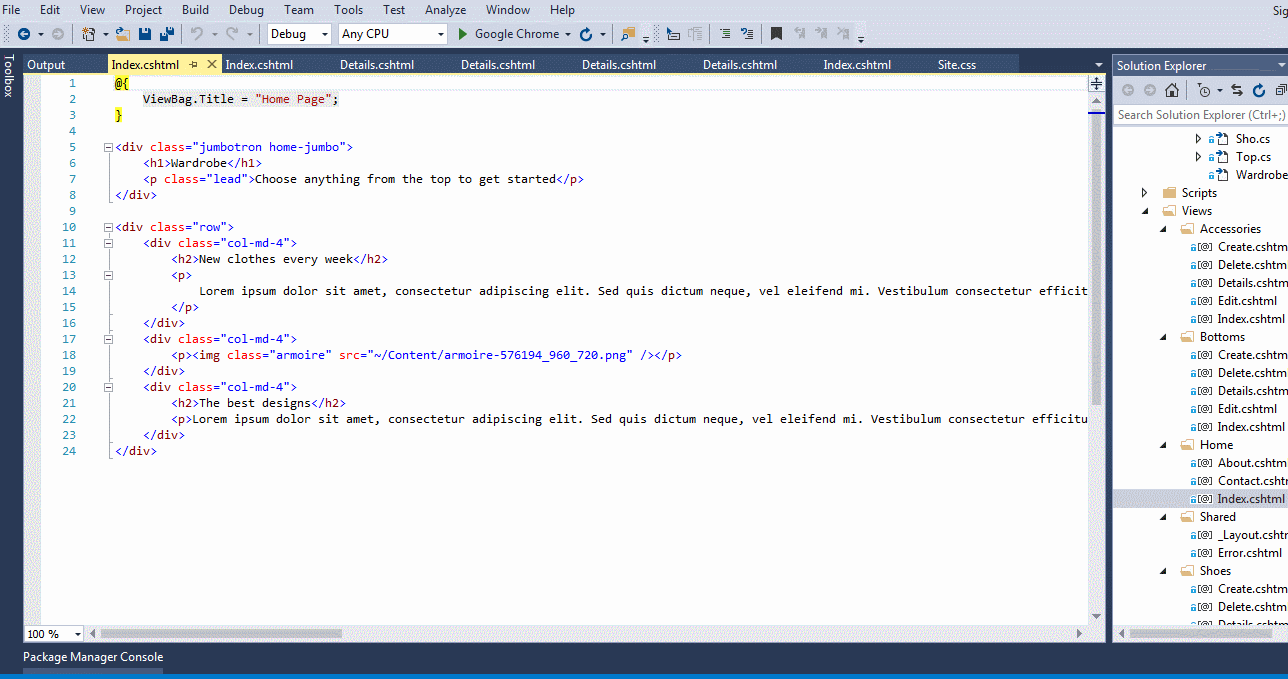 File Edit View Project Build Debug Team Tools Test Analyze Window Help
Sig
Debug Any CPU Google Chrome
Toolbox
Output Index.cshtml Index.cshtml Details.cshtml Details.cshtml Details.cshtml Details.cshtml Index.cshtml Site.css
1 @{
2 ViewBag.Title = "Home Page";
3 }
4
5 <div class="jumbotron home-jumbo">
6 <h1>Wardrobe</h1>
7 <p class="lead">Choose anything from the top to get started</p>
8 </div>
9
10 <div class="row">
11 <div class="col-md-4">
12 <h2>New clothes every week</h2>
13 <p>
14 Lorem ipsum dolor sit amet, consectetur adipiscing elit. Sed quis dictum neque, vel eleifend mi. Vestibulum consectetur efficit
15 </p>
16 </div>
17 <div class="col-md-4">
18 <p><img class="armoire" src="~/Content/armoire-576194_960_720.png" /></p>
19 </div>
20 <div class="col-md-4">
21 <h2>The best designs</h2>
22 <p>Lorem ipsum dolor sit amet, consectetur adipiscing elit. Sed quis dictum neque, vel eleifend mi. Vestibulum consectetur efficitu
23 </div>
24 </div>
100 %
Package Manager Console
Solution Explorer
Search Solution Explorer (Ctrl+;)
Sho.cs
Top.cs
Wardrobe
Scripts
Views
Accessories
Create.cshtm
Delete.cshtm
Details.cshtm
Edit.cshtml
Index.cshtml
Bottoms
Create.cshtm
Delete.cshtm
Details.cshtm
Edit.cshtml
Index.cshtml
Home
About.cshtml
Contact.cshtm
Index.cshtml
Shared
_Layout.cshtm
Error.cshtml
Shoes
Create.cshtm
Delete.cshtm
Details.cshtm